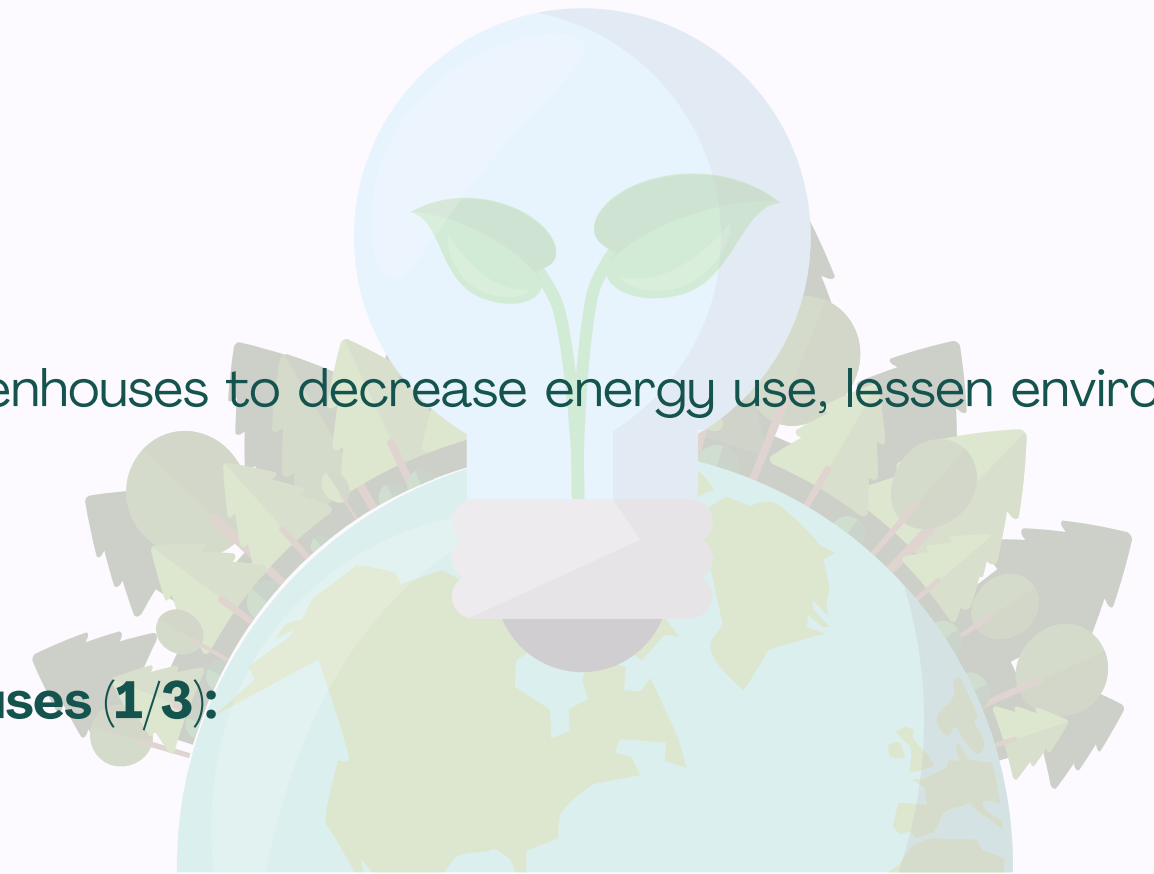 enhouses to decrease energy use, lessen enviro
uses (1/3):